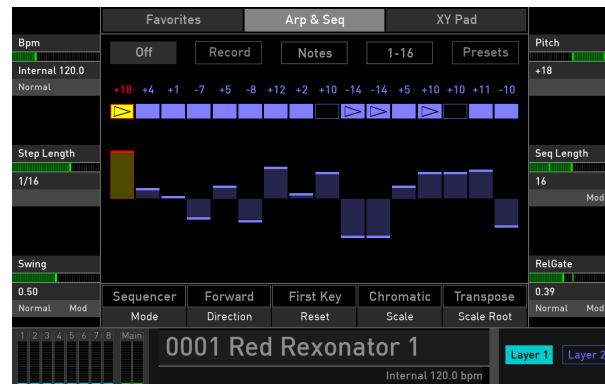 Favorites Arp & Seq XY Pad
Bpm
Internal 120.0
Normal
Off Record Notes 1-16 Presets
Pitch
+18
+18 +4 +1 -7 +5 -8 +12 +2 +10 -14 -14 +5 +10 +10 +11 -10
Step Length
1/16
Seq Length
16
Mod
Swing
0.50
Normal Mod
RelGate
0.39
Normal Mod
Sequencer Forward First Key Chromatic Transpose
Mode Direction Reset Scale Scale Root
1 2 3 4 5 6 7 8 Main
0001 Red Rexonator 1
Internal 120.0 bpm
Layer 1 Layer 2